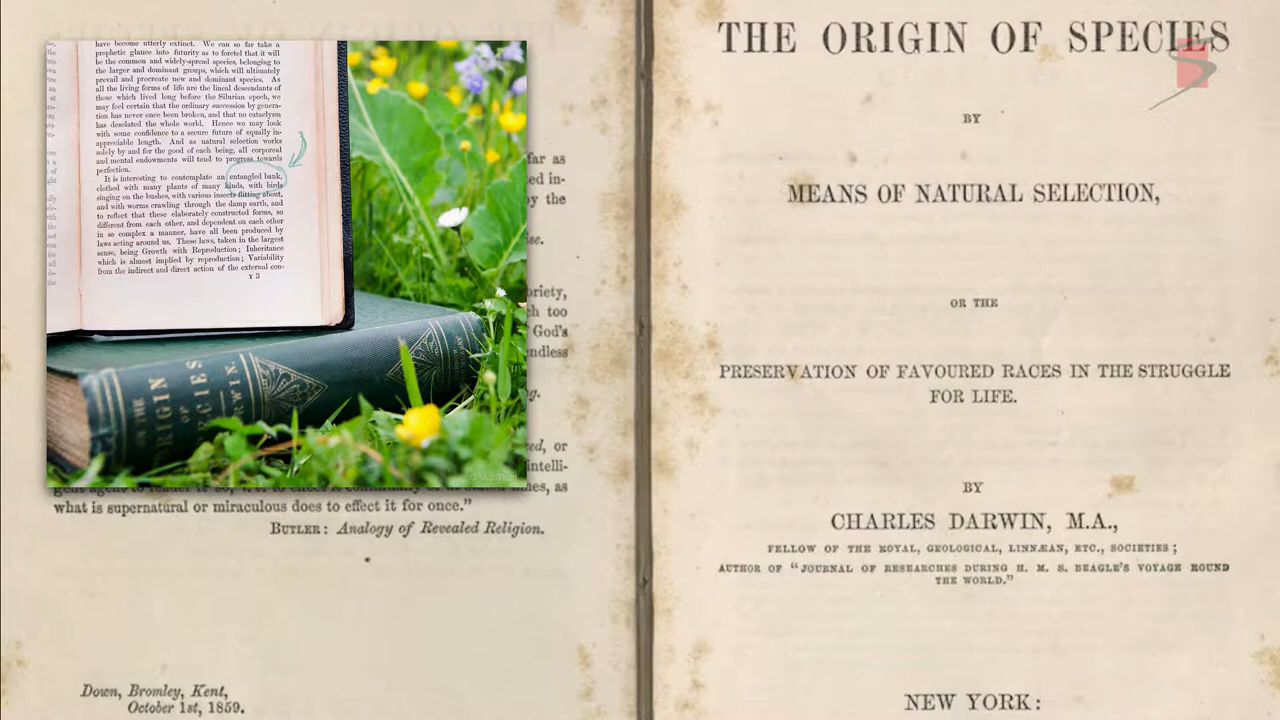 have become utterly extinct. We can so far take a
prophetic glance into futurity as to foretel that it will
be the common and widely-spread species, belonging to
the larger and dominant groups, which will ultimately
prevail and procreate new and dominant species. As
all the living forms of life are the lineal descendants of
those which lived long before the Silurian epoch, we
may feel certain that the ordinary succession by genera-
tion has never once been broken, and that no cataclysm
has desolated the whole world. Hence we may look
with some confidence to a secure future of equally in-
appreciable length. And as natural selection works
solely by and for the good of each being, all corporeal
and mental endowments will tend to progress towards
perfection.
It is interesting to contemplate an entangled bank,
clothed with many plants of many kinds, with birds
singing on the bushes, with various insects flitting about,
and with worms crawling through the damp earth, and
to reflect that these elaborately constructed forms, so
different from each other, and dependent on each other
in so complex a manner, have all been produced by
laws acting around us. These laws, taken in the largest
sense, being Growth with Reproduction; Inheritance
which is almost implied by reproduction; Variability
from the indirect and direct action of the external con-
Y 3
ON THE
ORIGIN
OF
SPECIES
DARWIN.
far as
ed in-
by the
se.
priety,
ch too
God's
endless
g.
ed, or
intelli-
mes, as
what is supernatural or miraculous does to effect it for once."
BUTLER: Analogy of Revealed Religion.
Down, Bromley, Kent,
October 1st, 1859.
THE ORIGIN OF SPECIES
BY
MEANS OF NATURAL SELECTION,
OR THE
PRESERVATION OF FAVOURED RACES IN THE STRUGGLE
FOR LIFE.
BY
CHARLES DARWIN, M.A.,
FELLOW OF THE ROYAL, GEOLOGICAL, LINNÆAN, ETC., SOCIETIES;
AUTHOR OF "JOURNAL OF RESEARCHES DURING H. M. S. BEAGLE'S VOYAGE ROUND
THE WORLD."
NEW YORK: